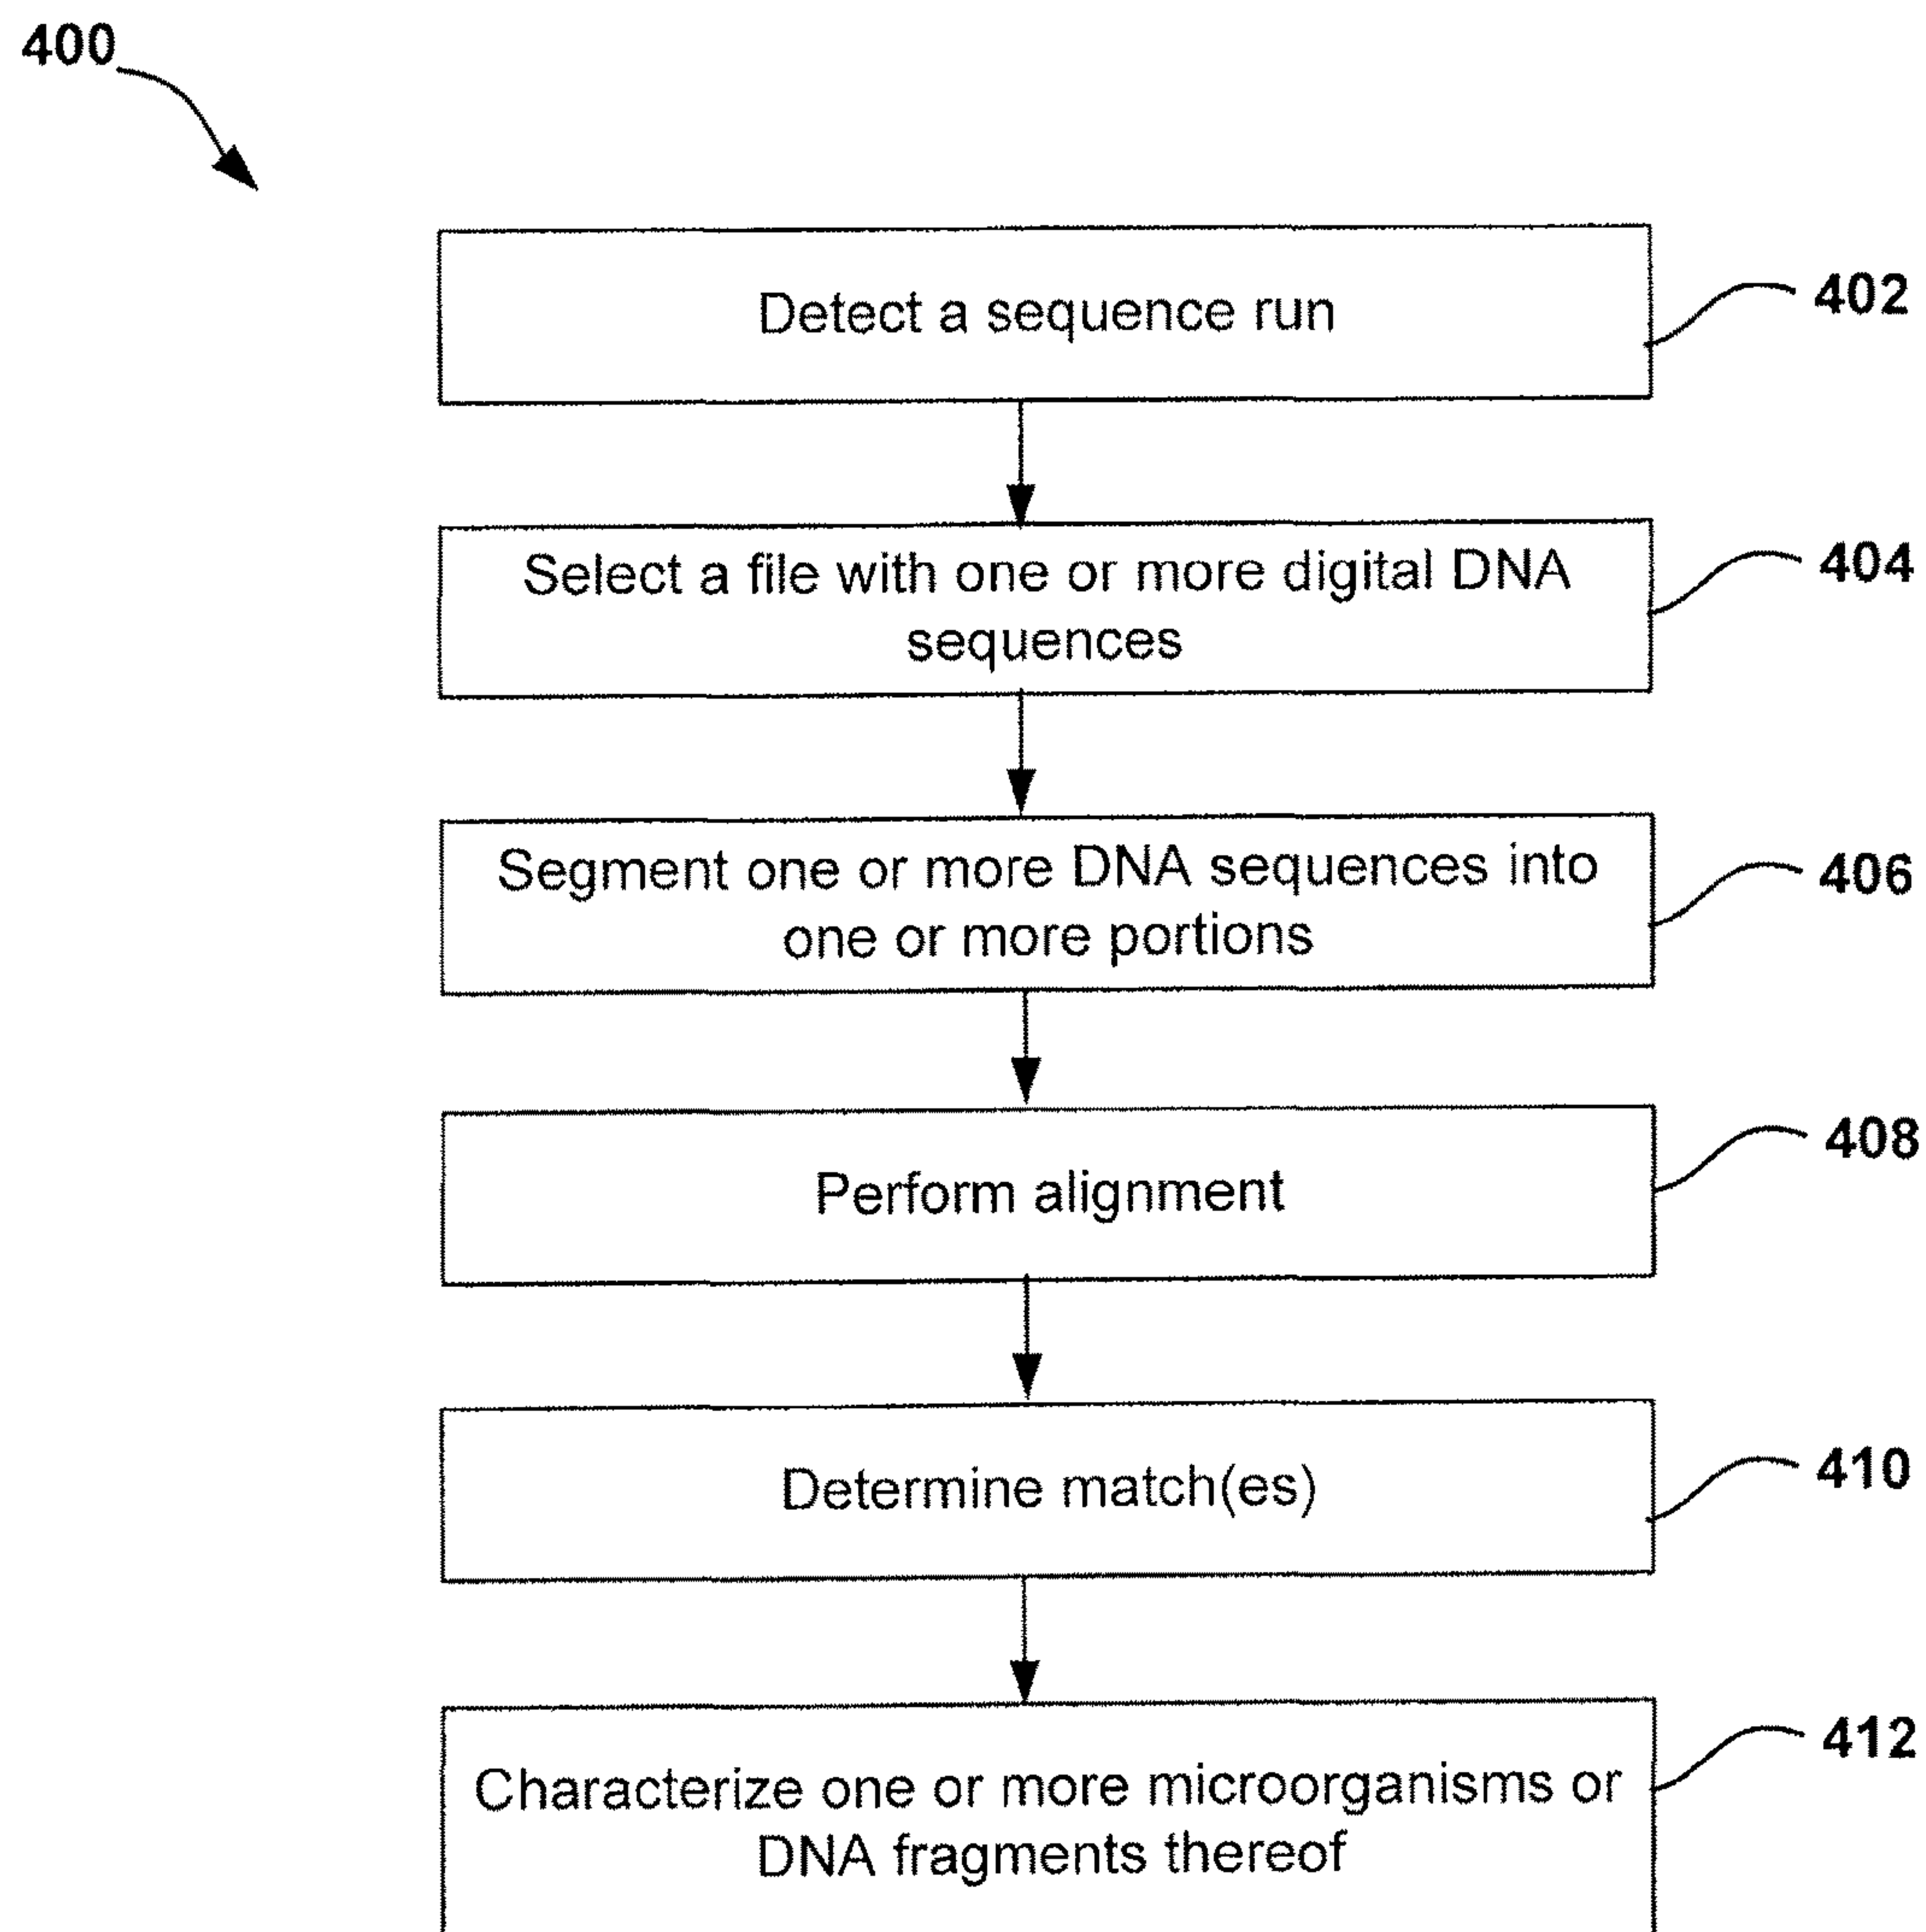 400
Detect a sequence run
402
Select a file with one or more digital DNA
sequences
404
Segment one or more DNA sequences into
one or more portions
406
Perform alignment
408
Determine match(es)
410
Characterize one or more microorganisms or
DNA fragments thereof
412